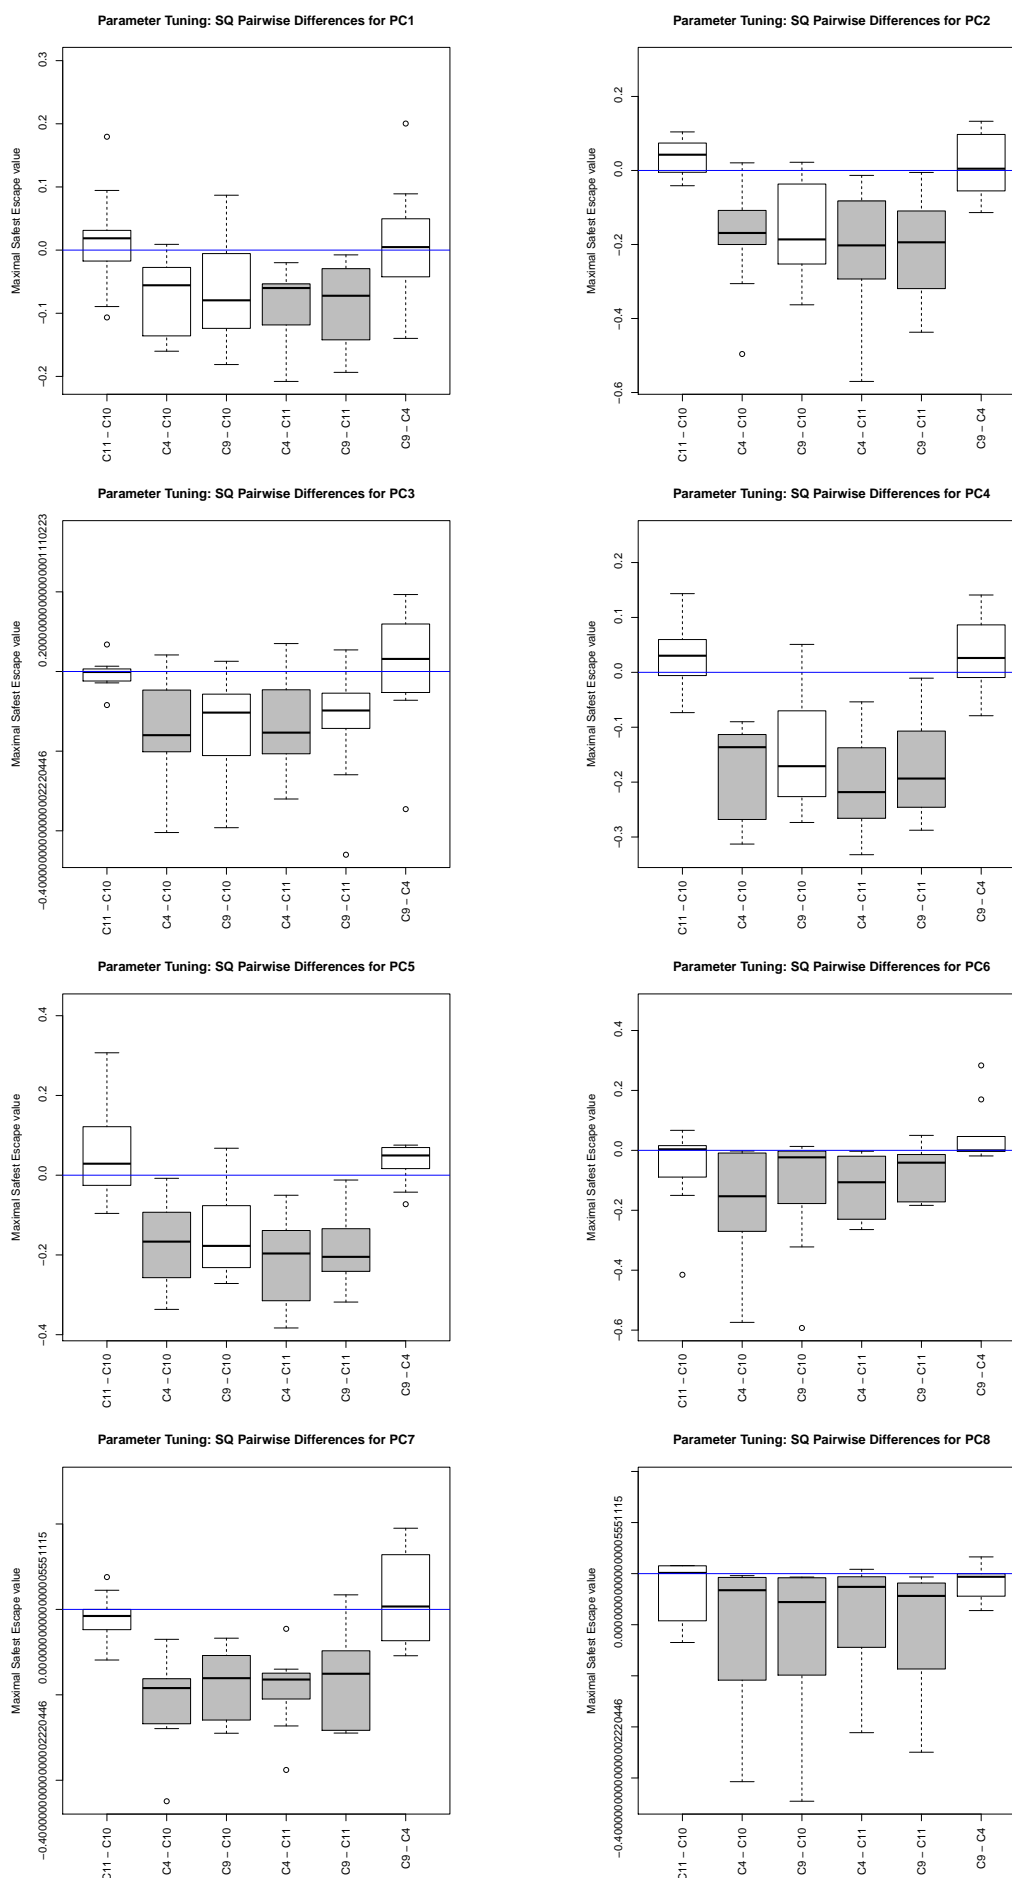 Parameter Tuning: SQ Pairwise Differences for PC1
Maximal Safest Escape value
0.3
0.2
0.1
0.0
−0.1
−0.2
C11 − C10
C4 − C10
C9 − C10
C4 − C11
C9 − C11
C9 − C4
Parameter Tuning: SQ Pairwise Differences for PC2
Maximal Safest Escape value
0.2
0.0
−0.2
−0.4
−0.6
C11 − C10
C4 − C10
C9 − C10
C4 − C11
C9 − C11
C9 − C4
Parameter Tuning: SQ Pairwise Differences for PC3
Maximal Safest Escape value
C11 − C10
C4 − C10
C9 − C10
C4 − C11
C9 − C11
C9 − C4
Parameter Tuning: SQ Pairwise Differences for PC4
Maximal Safest Escape value
0.2
0.1
0.0
−0.1
−0.2
−0.3
C11 − C10
C4 − C10
C9 − C10
C4 − C11
C9 − C11
C9 − C4
Parameter Tuning: SQ Pairwise Differences for PC5
Maximal Safest Escape value
0.4
0.2
0.0
−0.2
−0.4
C11 − C10
C4 − C10
C9 − C10
C4 − C11
C9 − C11
C9 − C4
Parameter Tuning: SQ Pairwise Differences for PC6
Maximal Safest Escape value
0.4
0.2
0.0
−0.2
−0.4
−0.6
C11 − C10
C4 − C10
C9 − C10
C4 − C11
C9 − C11
C9 − C4
Parameter Tuning: SQ Pairwise Differences for PC7
Maximal Safest Escape value
C11 − C10
C4 − C10
C9 − C10
C4 − C11
C9 − C11
C9 − C4
Parameter Tuning: SQ Pairwise Differences for PC8
Maximal Safest Escape value
C11 − C10
C4 − C10
C9 − C10
C4 − C11
C9 − C11
C9 − C4